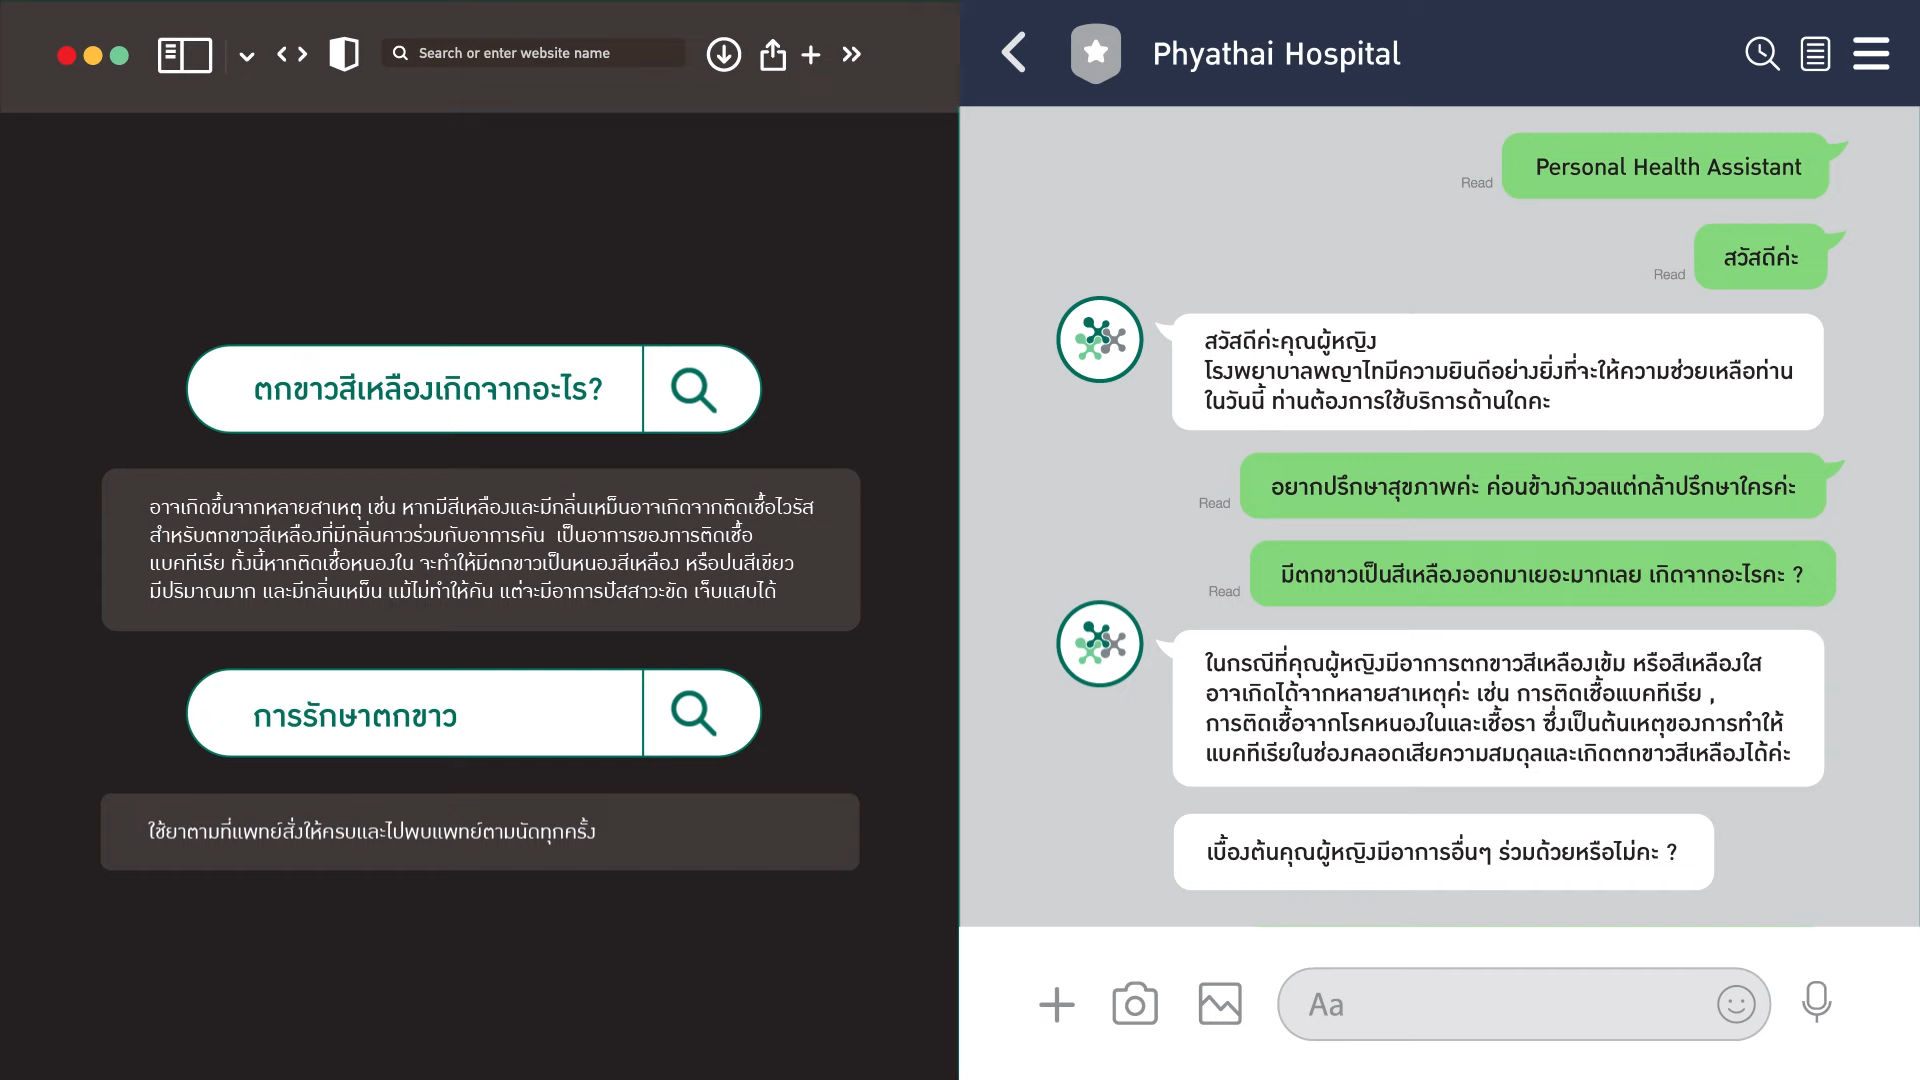 Search or enter website name
ตกขาวสีเหลืองเกิดจากอะไร?
อาจเกิดขึ้นจากหลายสาเหตุ เช่น หากมีสีเหลืองและมีกลิ่นเหม็นอาจเกิดจากติดเชื้อไวรัส
สำหรับตกขาวสีเหลืองที่มีกลิ่นคาวร่วมกับอาการคัน เป็นอาการของการติดเชื้อ
แบคทีเรีย ทั้งนี้หากติดเชื้อหนองใน จะทำให้มีตกขาวเป็นหนองสีเหลือง หรือปนสีเขียว
มีปริมาณมาก และมีกลิ่นเหม็น แม้ไม่ทำให้คัน แต่จะมีอาการปัสสาวะขัด เจ็บแสบได้
การรักษาตกขาว
ใช้ยาตามที่แพทย์สั่งให้ครบและไปพบแพทย์ตามนัดทุกครั้ง
Phyathai Hospital
Personal Health Assistant
Read
สวัสดีค่ะ
Read
สวัสดีค่ะคุณผู้หญิง
โรงพยาบาลพญาไทมีความยินดีอย่างยิ่งที่จะให้ความช่วยเหลือท่าน
ในวันนี้ ท่านต้องการใช้บริการด้านใดคะ
อยากปรึกษาสุขภาพค่ะ ค่อนข้างกังวลแต่กล้าปรึกษาใครค่ะ
Read
มีตกขาวเป็นสีเหลืองออกมาเยอะมากเลย เกิดจากอะไรคะ ?
Read
ในกรณีที่คุณผู้หญิงมีอาการตกขาวสีเหลืองเข้ม หรือสีเหลืองใส
อาจเกิดได้จากหลายสาเหตุค่ะ เช่น การติดเชื้อแบคทีเรีย ,
การติดเชื้อจากโรคหนองในและเชื้อรา ซึ่งเป็นต้นเหตุของการทำให้
แบคทีเรียในช่องคลอดเสียความสมดุลและเกิดตกขาวสีเหลืองได้ค่ะ
เบื้องต้นคุณผู้หญิงมีอาการอื่นๆ ร่วมด้วยหรือไม่คะ ?
Aa